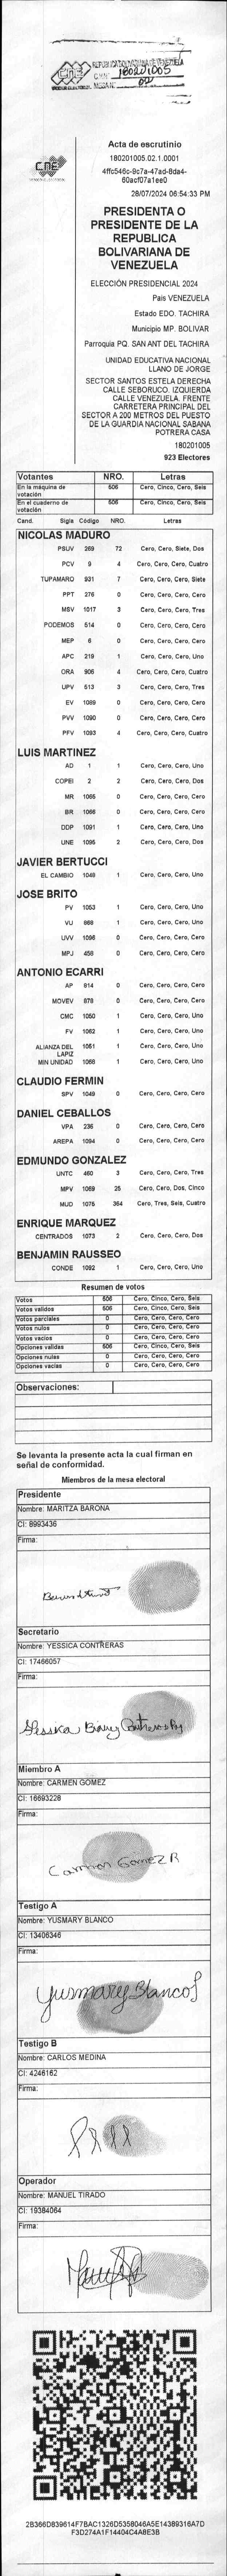 CNE
REPUBLICA BOLIVARIANA DE VENEZUELA
180201005
02
CNE
Acta de escrutinio
180201005.02.1.0001
4ffc546c-9c7a-47ad-8da4-
60acf07a1ee0
28/07/2024 06:54:33 PM
PRESIDENTA O
PRESIDENTE DE LA
REPUBLICA
BOLIVARIANA DE
VENEZUELA
ELECCIÓN PRESIDENCIAL 2024
Pais VENEZUELA
Estado EDO. TACHIRA
Municipio MP. BOLIVAR
Parroquia PQ. SAN ANT DEL TACHIRA
UNIDAD EDUCATIVA NACIONAL
LLANO DE JORGE
SECTOR SANTOS ESTELA DERECHA
CALLE SEBORUCO. IZQUIERDA
CALLE VENEZUELA. FRENTE
CARRETERA PRINCIPAL DEL
SECTOR A 200 METROS DEL PUESTO
DE LA GUARDIA NACIONAL SABANA
POTRERA CASA
180201005
923 Electores
Votantes NRO. Letras
En la máquina de votación 506 Cero, Cinco, Cero, Seis
En el cuaderno de votación 506 Cero, Cinco, Cero, Seis
Cand. Sigla Código NRO. Letras
NICOLAS MADURO
PSUV 269 72 Cero, Cero, Siete, Dos
PCV 9 4 Cero, Cero, Cero, Cuatro
TUPAMARO 931 7 Cero, Cero, Cero, Siete
PPT 276 0 Cero, Cero, Cero, Cero
MSV 1017 3 Cero, Cero, Cero, Tres
PODEMOS 514 0 Cero, Cero, Cero, Cero
MEP 6 0 Cero, Cero, Cero, Cero
APC 219 1 Cero, Cero, Cero, Uno
ORA 906 4 Cero, Cero, Cero, Cuatro
UPV 513 3 Cero, Cero, Cero, Tres
EV 1089 0 Cero, Cero, Cero, Cero
PVV 1090 0 Cero, Cero, Cero, Cero
PFV 1093 4 Cero, Cero, Cero, Cuatro
LUIS MARTINEZ
AD 1 1 Cero, Cero, Cero, Uno
COPEI 2 2 Cero, Cero, Cero, Dos
MR 1065 0 Cero, Cero, Cero, Cero
BR 1066 0 Cero, Cero, Cero, Cero
DDP 1091 1 Cero, Cero, Cero, Uno
UNE 1095 2 Cero, Cero, Cero, Dos
JAVIER BERTUCCI
EL CAMBIO 1048 1 Cero, Cero, Cero, Uno
JOSE BRITO
PV 1053 1 Cero, Cero, Cero, Uno
VU 868 1 Cero, Cero, Cero, Uno
UVV 1096 0 Cero, Cero, Cero, Cero
MPJ 456 0 Cero, Cero, Cero, Cero
ANTONIO ECARRI
AP 814 0 Cero, Cero, Cero, Cero
MOVEV 878 0 Cero, Cero, Cero, Cero
CMC 1050 1 Cero, Cero, Cero, Uno
FV 1062 1 Cero, Cero, Cero, Uno
ALIANZA DEL LAPIZ 1051 1 Cero, Cero, Cero, Uno
MIN UNIDAD 1068 1 Cero, Cero, Cero, Uno
CLAUDIO FERMIN
SPV 1049 0 Cero, Cero, Cero, Cero
DANIEL CEBALLOS
VPA 236 0 Cero, Cero, Cero, Cero
AREPA 1094 0 Cero, Cero, Cero, Cero
EDMUNDO GONZALEZ
UNTC 460 3 Cero, Cero, Cero, Tres
MPV 1069 25 Cero, Cero, Dos, Cinco
MUD 1075 364 Cero, Tres, Seis, Cuatro
ENRIQUE MARQUEZ
CENTRADOS 1073 2 Cero, Cero, Cero, Dos
BENJAMIN RAUSSEO
CONDE 1092 1 Cero, Cero, Cero, Uno
Resumen de votos
Votos 506 Cero, Cinco, Cero, Seis
Votos validos 506 Cero, Cinco, Cero, Seis
Votos parciales 0 Cero, Cero, Cero, Cero
Votos nulos 0 Cero, Cero, Cero, Cero
Votos vacios 0 Cero, Cero, Cero, Cero
Opciones validas 506 Cero, Cinco, Cero, Seis
Opciones nulas 0 Cero, Cero, Cero, Cero
Opciones vacias 0 Cero, Cero, Cero, Cero
Observaciones:
Se levanta la presente acta la cual firman en
señal de conformidad.
Miembros de la mesa electoral
Presidente
Nombre: MARITZA BARONA
CI: 8993436
Firma:
Secretario
Nombre: YESSICA CONTRERAS
CI: 17466057
Firma:
Miembro A
Nombre: CARMEN GOMEZ
CI: 16693228
Firma:
Carmen Gomez R
Testigo A
Nombre: YUSMARY BLANCO
CI: 13406346
Firma:
Yusmary Blanco
Testigo B
Nombre: CARLOS MEDINA
CI: 4246162
Firma:
Operador
Nombre: MANUEL TIRADO
CI: 19384064
Firma:
2B366D839614F7BAC1326D5358046A5E14389316A7D
F3D274A1F14404C4A8E3B